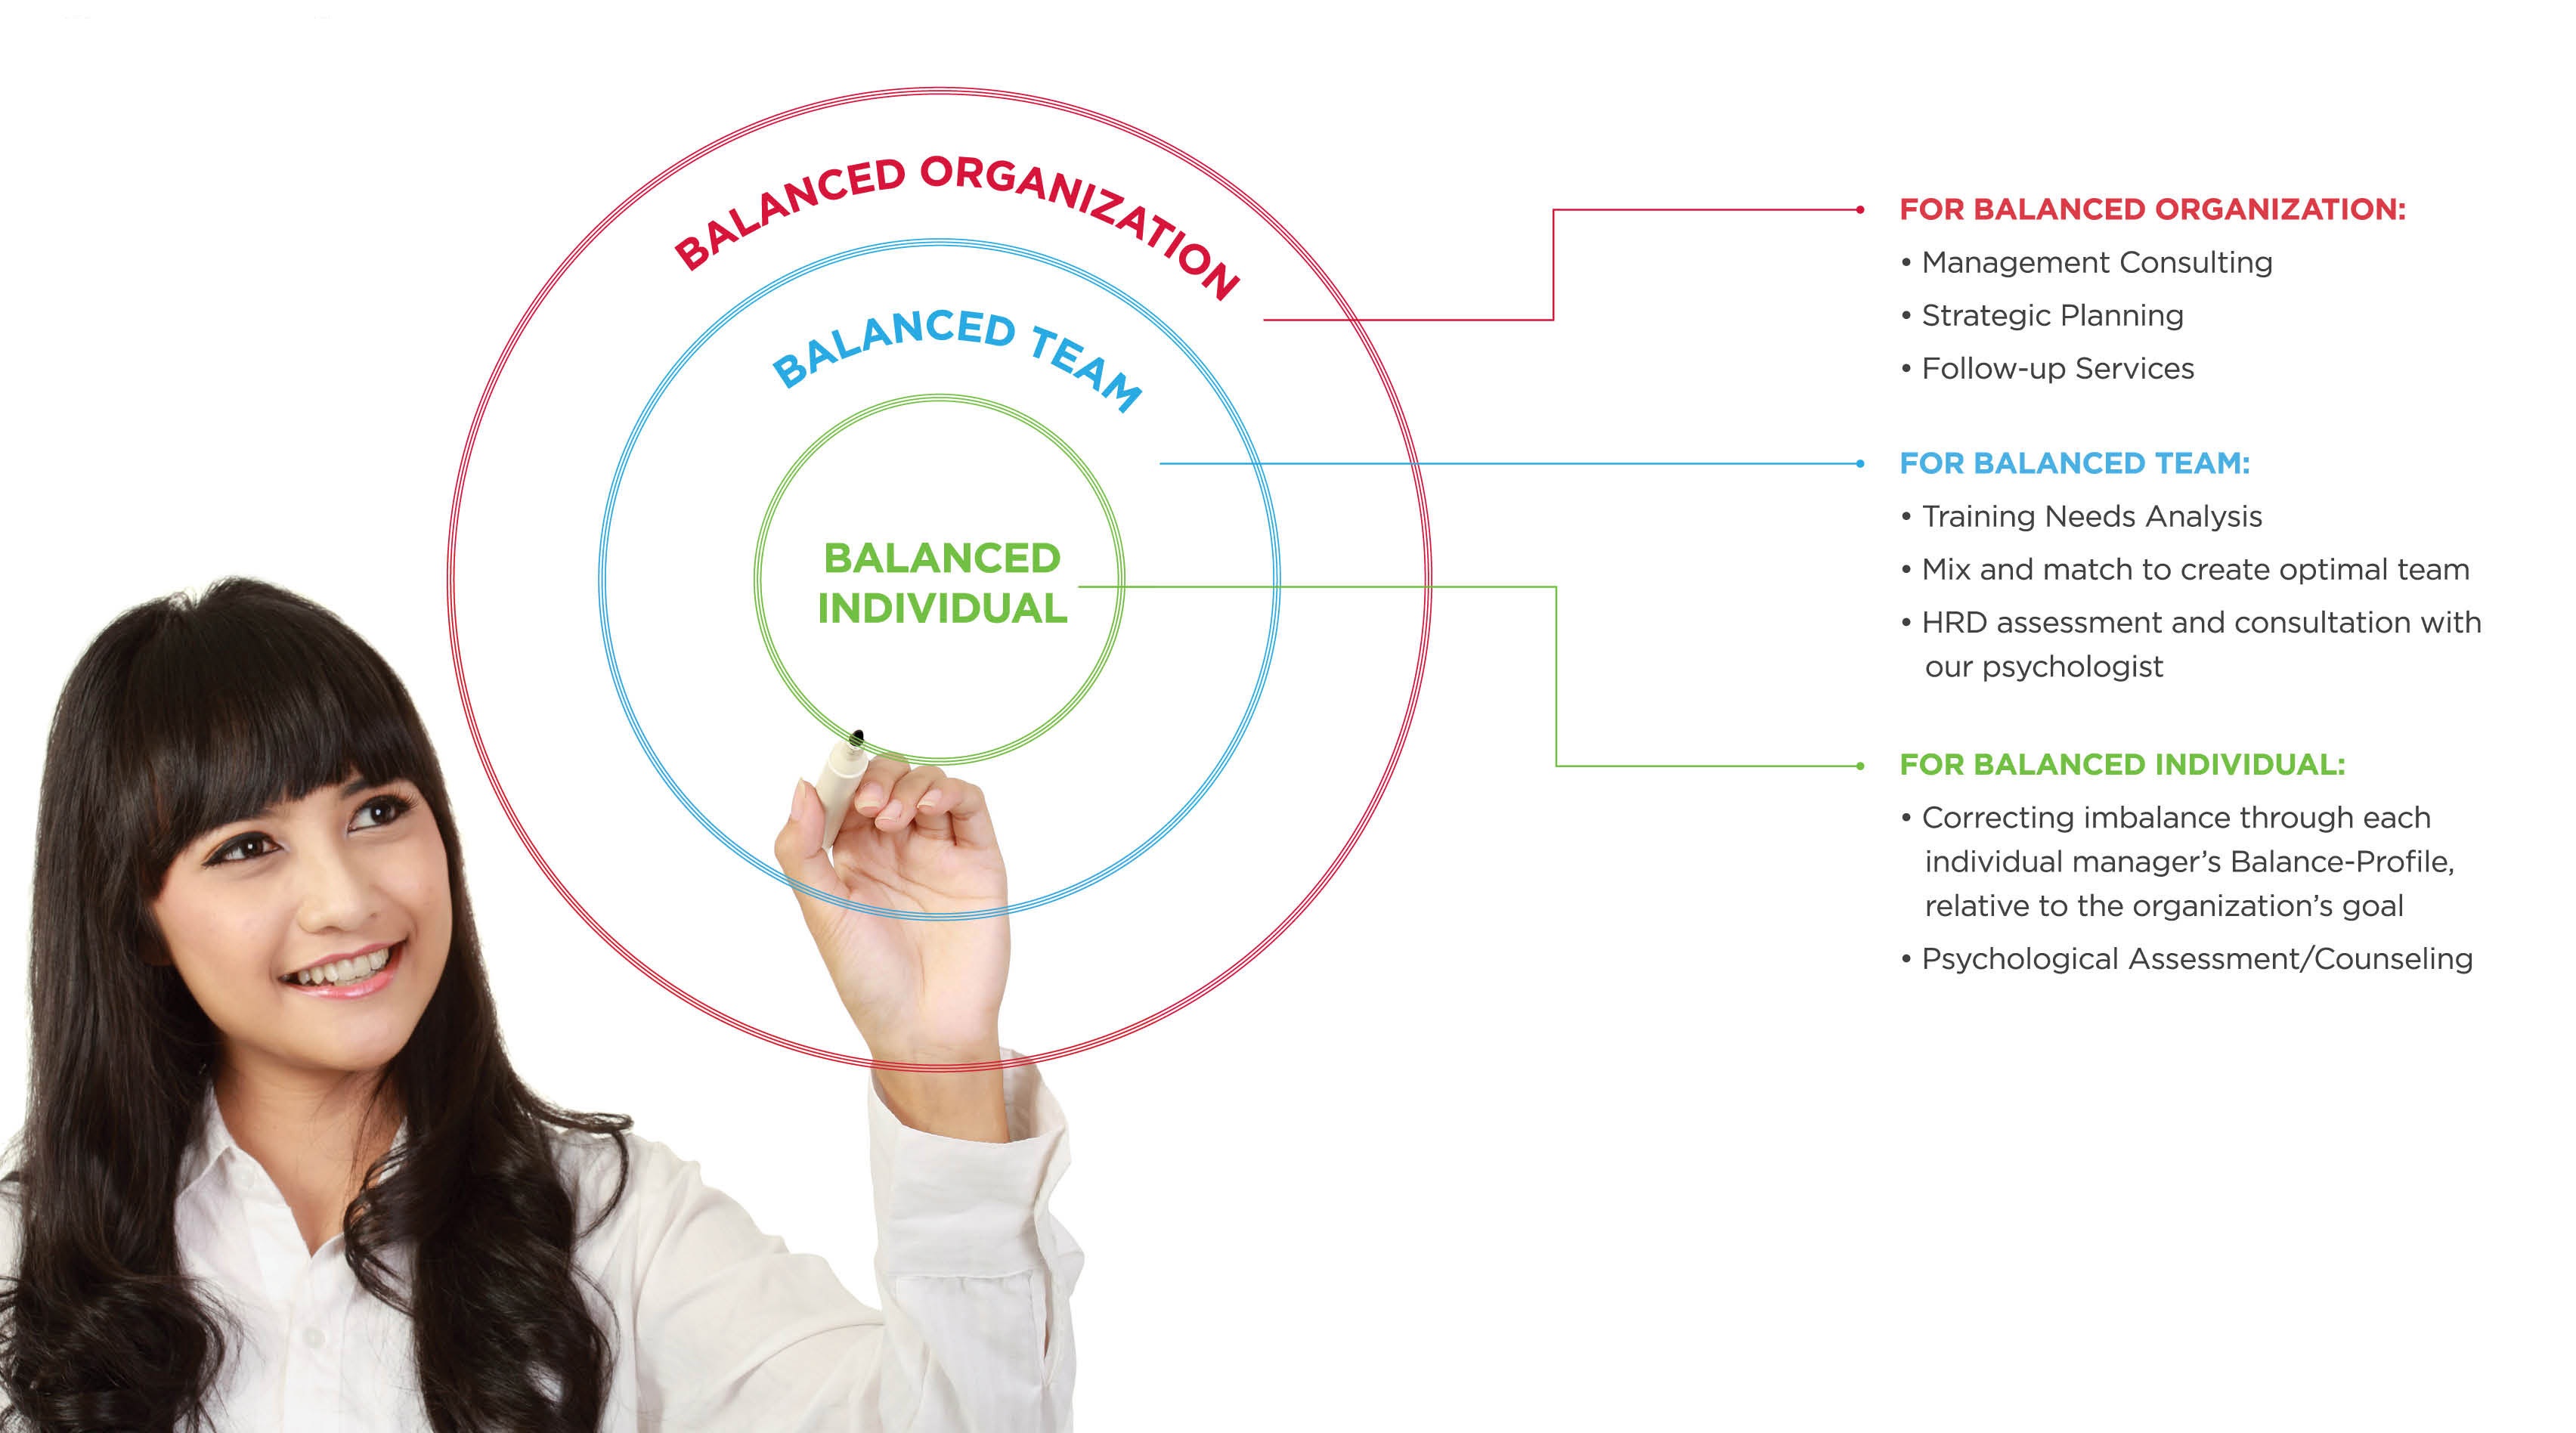 BALANCED ORGANIZATION
BALANCED TEAM
BALANCED
INDIVIDUAL
FOR BALANCED ORGANIZATION:
• Management Consulting
• Strategic Planning
• Follow-up Services
FOR BALANCED TEAM:
• Training Needs Analysis
• Mix and match to create optimal team
• HRD assessment and consultation with
our psychologist
FOR BALANCED INDIVIDUAL:
• Correcting imbalance through each
individual manager’s Balance-Profile,
relative to the organization’s goal
• Psychological Assessment/Counseling